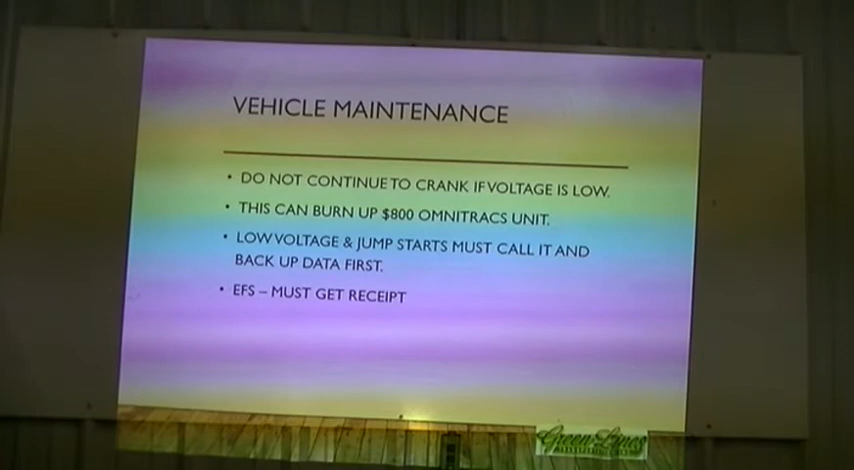 VEHICLE MAINTENANCE
• DO NOT CONTINUE TO CRANK IF VOLTAGE IS LOW.
• THIS CAN BURN UP $800 OMNITRACS UNIT.
• LOW VOLTAGE & JUMP STARTS MUST CALL IT AND
BACK UP DATA FIRST.
• EFS – MUST GET RECEIPT
Green Lines